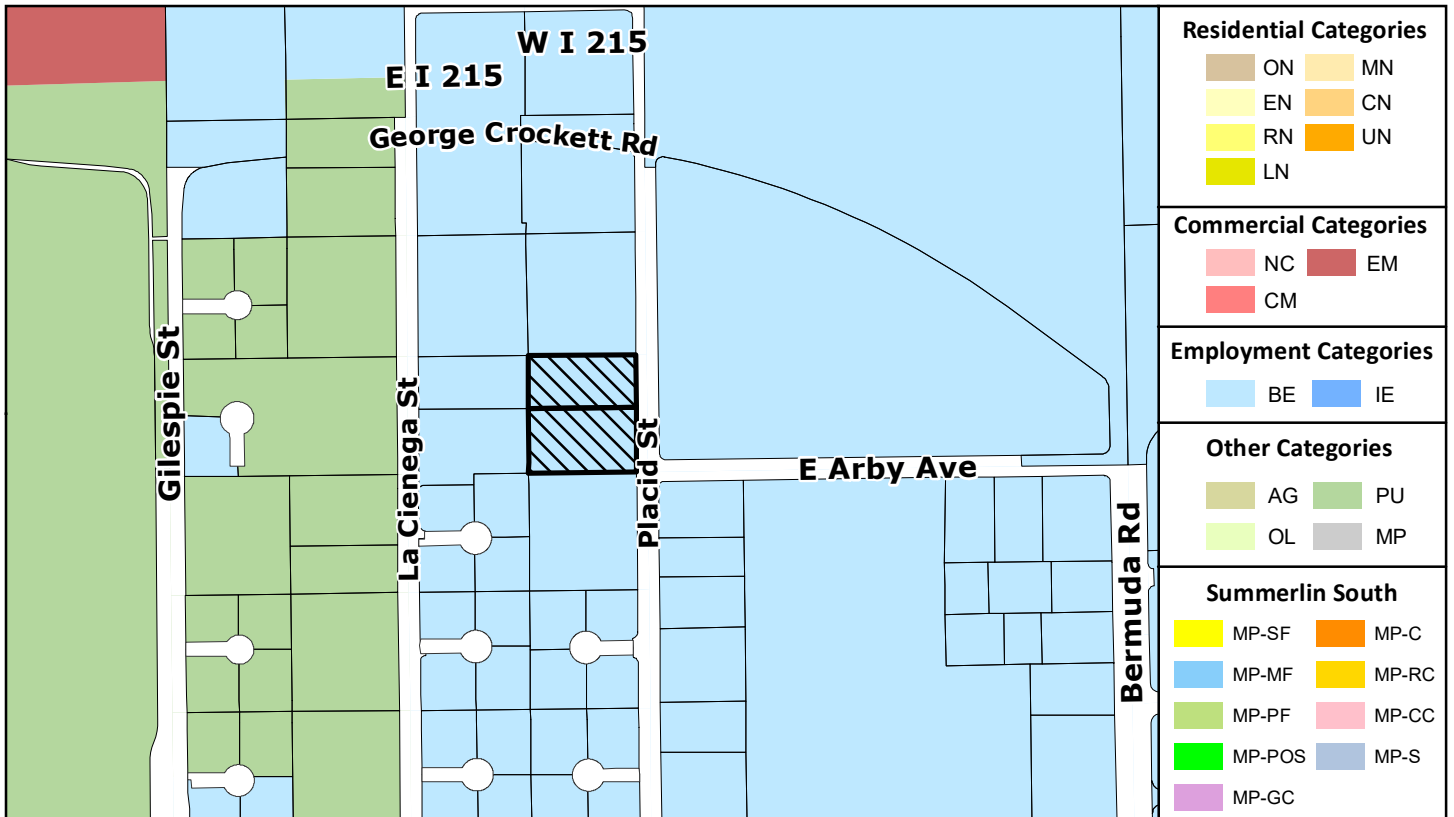 W I 215
E I 215
George Crockett Rd
Gilespie St
La Cienega St
Placid St
E Arby Ave
Bermuda Rd
Residential Categories
ON MN
EN CN
RN UN
LN
Commercial Categories
NC EM
CM
Employment Categories
BE IE
Other Categories
AG PU
OL MP
Summerlin South
MP-SF MP-C
MP-MF MP-RC
MP-PF MP-CC
MP-POS MP-S
MP-GC